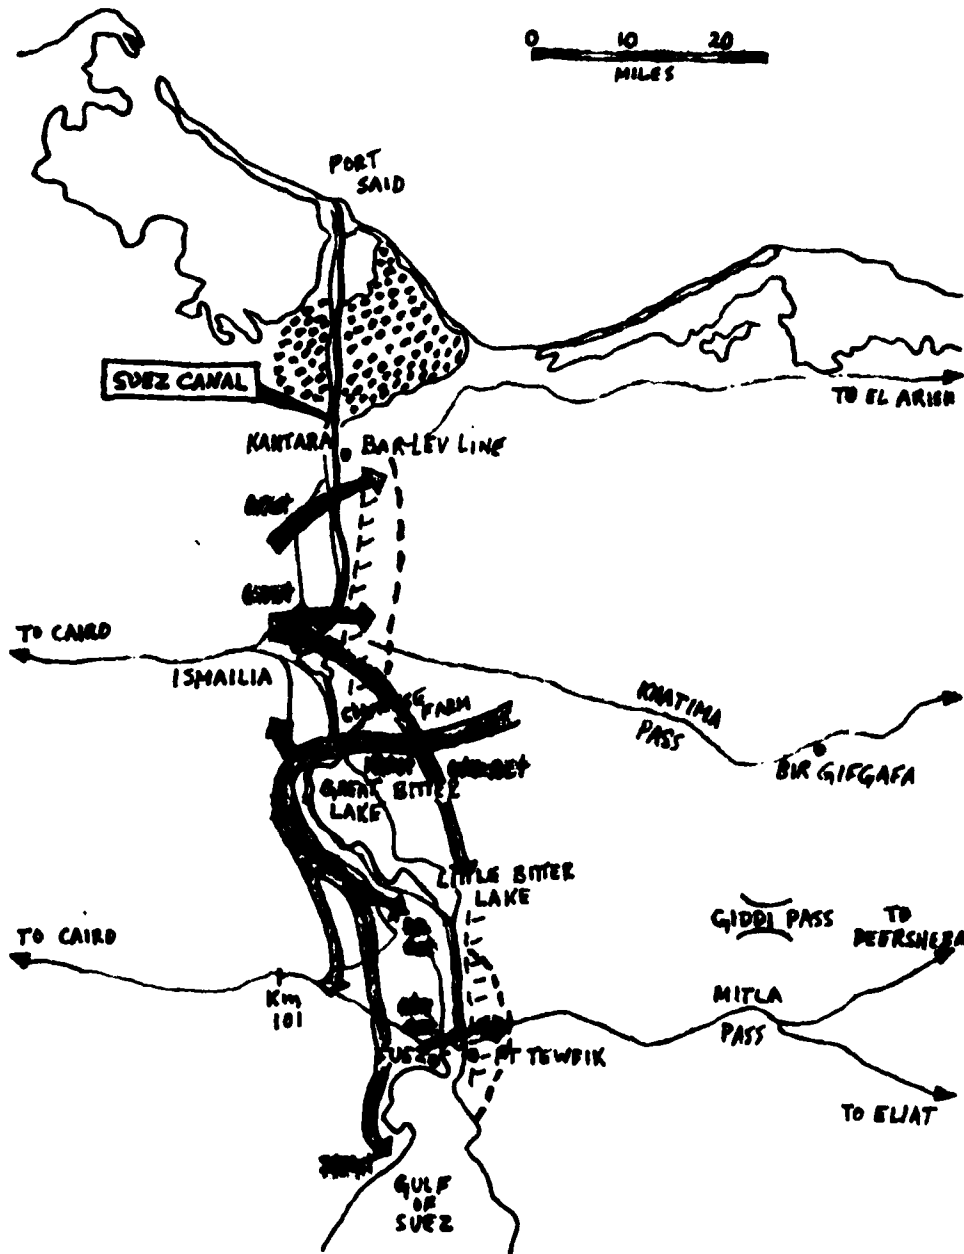 0 10 20
MILES
PORT
SAID
SUEZ CANAL
TO EL ARISH
KANTARA
BAR-LEV LINE
TO CAIRO
ISMAILIA
FARM
KHATIMA
PASS
BIR GIFGAFA
GREAT BITTER
LAKE
LITTLE BITTER
LAKE
GIDDI PASS
TO
BEERSHEBA
TO CAIRO
Km
101
MITLA
PASS
SUEZ
PT TEWFIK
TO ELIAT
GULF
OF
SUEZ